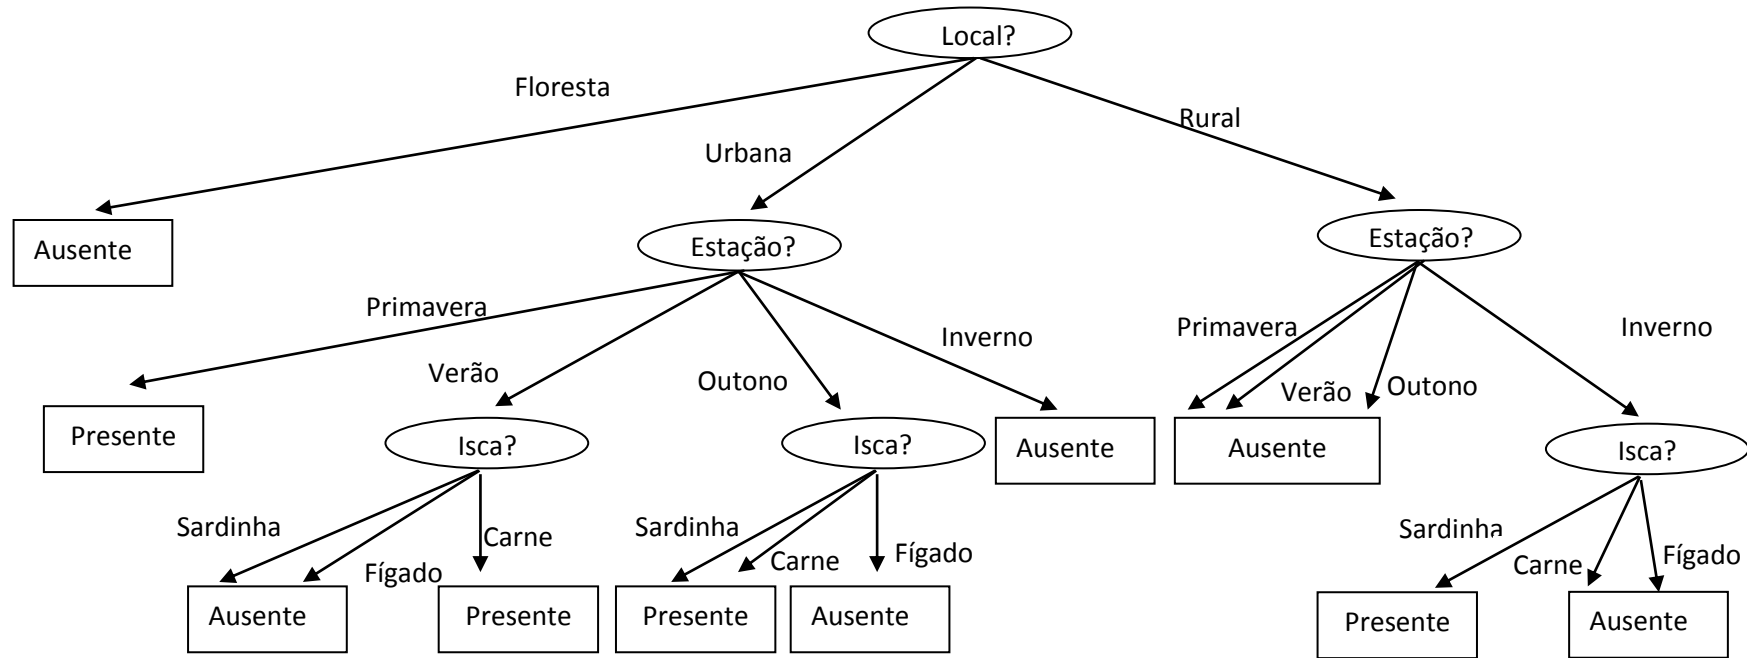 Local?
Floresta
Rural
Urbana
Ausente
Estação?
Estação?
Primavera
Inverno
Primavera
Inverno
Verão
Outono
Verão
Outono
Presente
Isca?
Isca?
Ausente
Ausente
Isca?
Sardinha
Carne
Sardinha
Fígado
Sardinha
Fígado
Carne
Carne
Fígado
Ausente
Presente
Presente
Ausente
Presente
Ausente